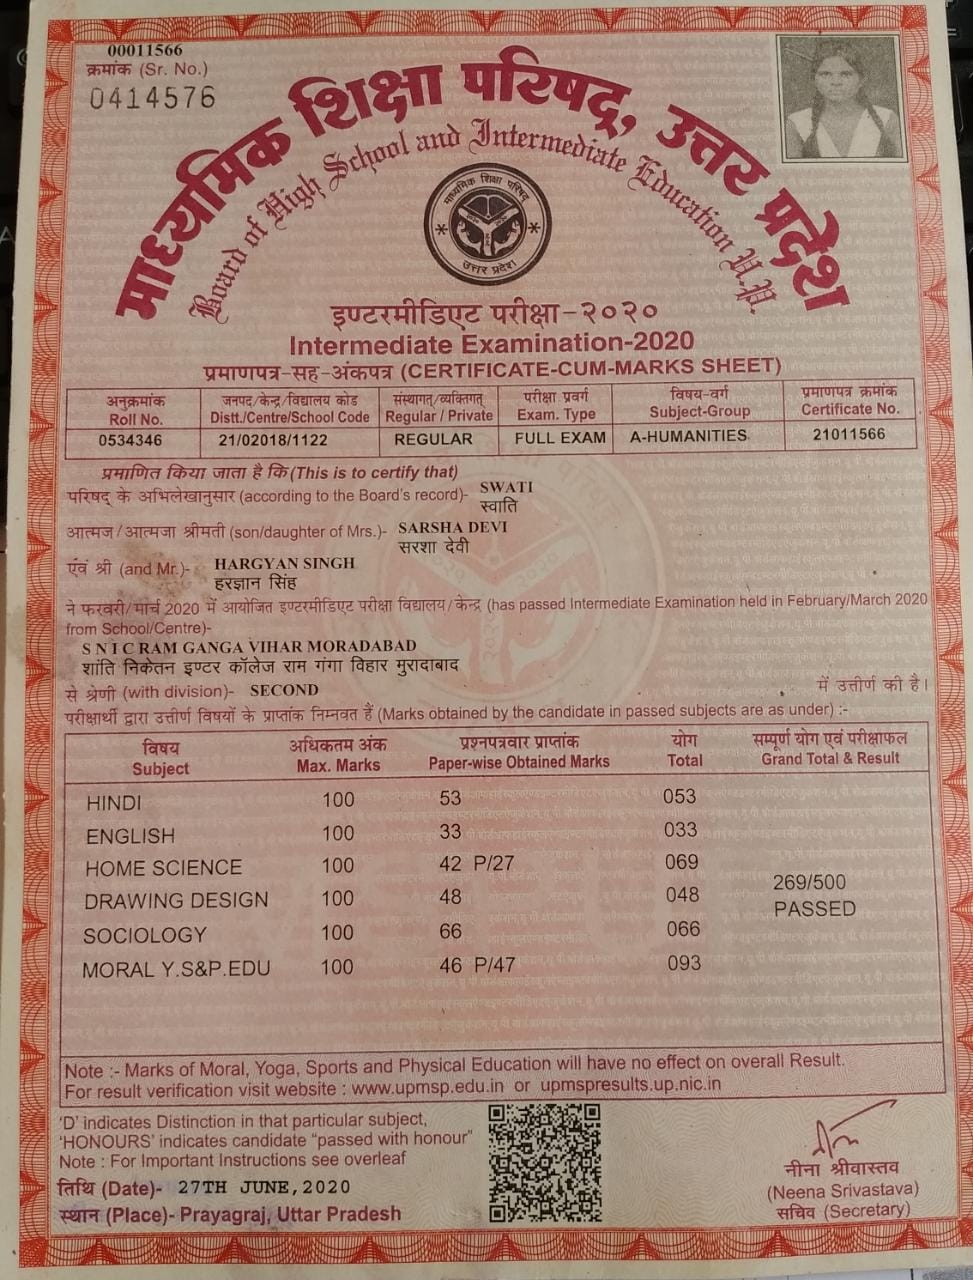 00011566
क्रमांक (Sr. No.)
0414576
माध्यमिक शिक्षा परिषद्, उत्तर प्रदेश
Board of High School and Intermediate Education U.P.
माध्यमिक शिक्षा परिषद्
उत्तर प्रदेश
इण्टरमीडिएट परीक्षा-२०२०
Intermediate Examination-2020
प्रमाणपत्र-सह-अंकपत्र (CERTIFICATE-CUM-MARKS SHEET)
अनुक्रमांक जनपद/केन्द्र/विद्यालय कोड संस्थागत/व्यक्तिगत परीक्षा प्रवर्ग विषय-वर्ग प्रमाणपत्र क्रमांक
Roll No. Distt./Centre/School Code Regular / Private Exam. Type Subject-Group Certificate No.
0534346 21/02018/1122 REGULAR FULL EXAM A-HUMANITIES 21011566
प्रमाणित किया जाता है कि (This is to certify that)
परिषद् के अभिलेखानुसार (according to the Board's record)- SWATI
स्वाति
आत्मज/आत्मजा श्रीमती (son/daughter of Mrs.)- SARSHA DEVI
सरशा देवी
एंव श्री (and Mr.)- HARGYAN SINGH
हरज्ञान सिंह
ने फरवरी/मार्च 2020 में आयोजित इण्टरमीडिएट परीक्षा विद्यालय/केन्द्र (has passed Intermediate Examination held in February/March 2020
from School/Centre)-
S N I C RAM GANGA VIHAR MORADABAD
शांति निकेतन इण्टर कॉलेज राम गंगा विहार मुरादाबाद
से श्रेणी (with division)- SECOND में उत्तीर्ण की है।
परीक्षार्थी द्वारा उत्तीर्ण विषयों के प्राप्तांक निम्नवत हैं (Marks obtained by the candidate in passed subjects are as under) :-
विषय अधिकतम अंक प्रश्नपत्रवार प्राप्तांक योग सम्पूर्ण योग एवं परीक्षाफल
Subject Max. Marks Paper-wise Obtained Marks Total Grand Total & Result
HINDI 100 53 053
ENGLISH 100 33 033
HOME SCIENCE 100 42 P/27 069
269/500
DRAWING DESIGN 100 48 048
PASSED
SOCIOLOGY 100 66 066
MORAL Y.S&P.EDU 100 46 P/47 093
Note :- Marks of Moral, Yoga, Sports and Physical Education will have no effect on overall Result.
For result verification visit website : www.upmsp.edu.in or upmspresults.up.nic.in
'D' indicates Distinction in that particular subject,
'HONOURS' indicates candidate "passed with honour"
Note : For Important Instructions see overleaf
तिथि (Date)- 27TH JUNE,2020
स्थान (Place)- Prayagraj, Uttar Pradesh
नीना श्रीवास्तव
(Neena Srivastava)
सचिव (Secretary)